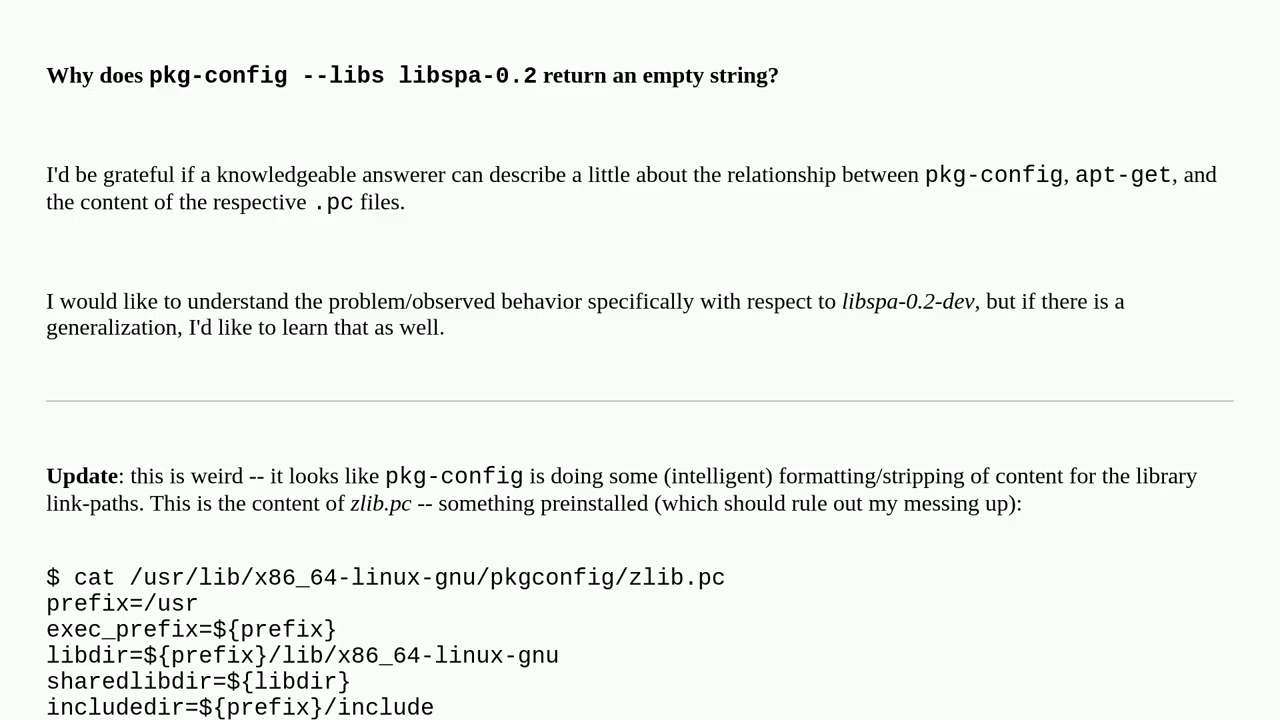 Why does pkg-config --libs libspa-0.2 return an empty string?
I'd be grateful if a knowledgeable answerer can describe a little about the relationship between pkg-config, apt-get, and
the content of the respective .pc files.
I would like to understand the problem/observed behavior specifically with respect to libspa-0.2-dev, but if there is a
generalization, I'd like to learn that as well.
Update: this is weird -- it looks like pkg-config is doing some (intelligent) formatting/stripping of content for the library
link-paths. This is the content of zlib.pc -- something preinstalled (which should rule out my messing up):
$ cat /usr/lib/x86_64-linux-gnu/pkgconfig/zlib.pc
prefix=/usr
exec_prefix=${prefix}
libdir=${prefix}/lib/x86_64-linux-gnu
sharedlibdir=${libdir}
includedir=${prefix}/include